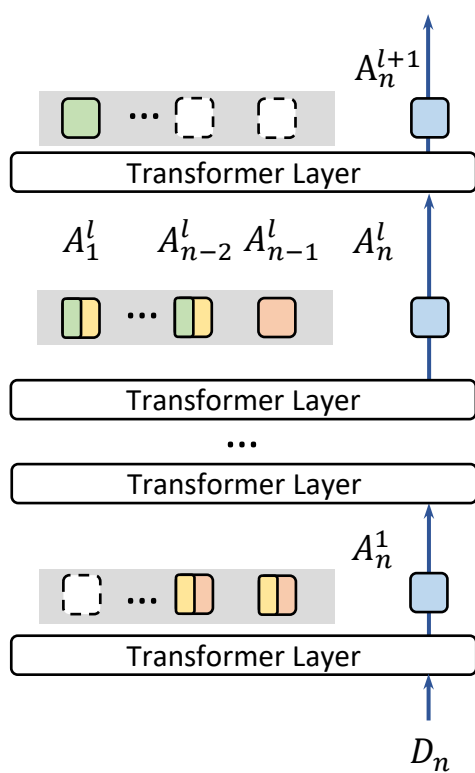 A_n^{l+1}
...
Transformer Layer
A_1^l A_{n-2}^l A_{n-1}^l A_n^l
...
Transformer Layer
...
Transformer Layer
A_n^1
...
Transformer Layer
D_n